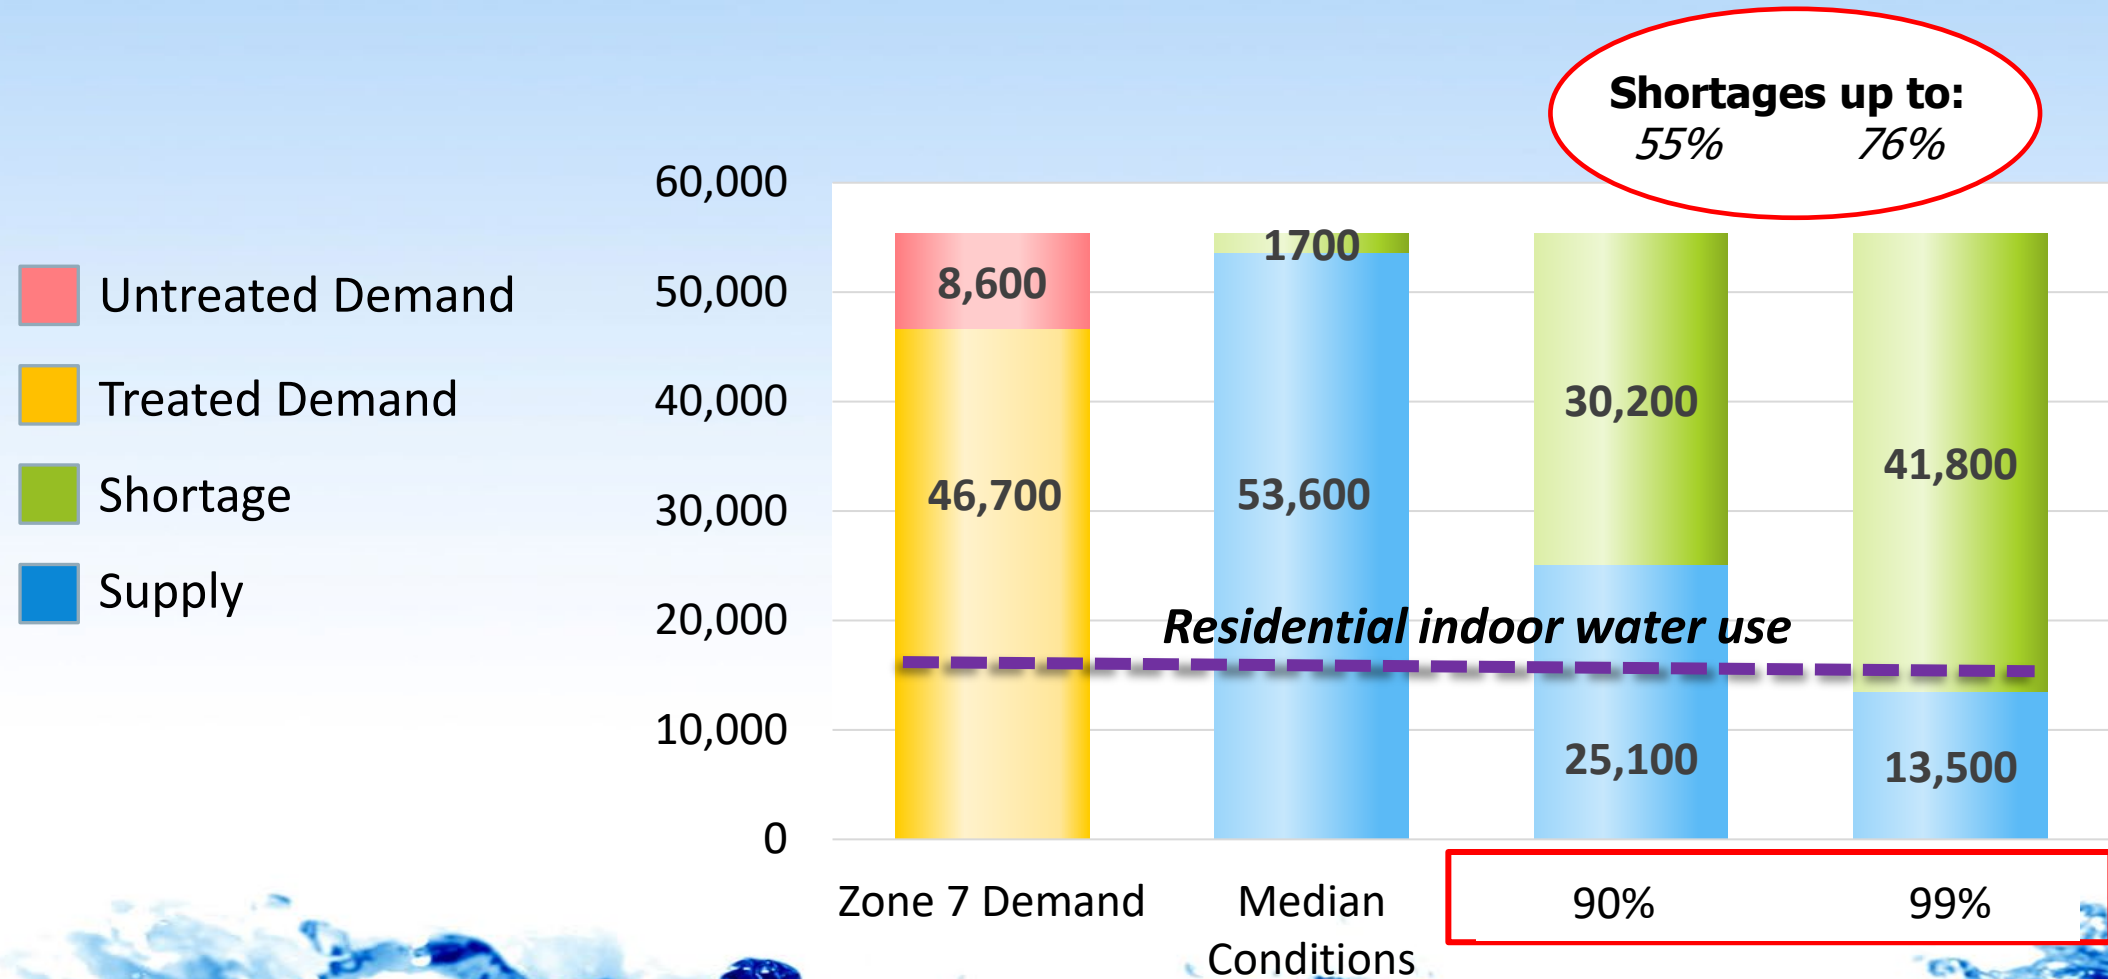 Shortages up to:
55% 76%
Untreated Demand
Treated Demand
Shortage
Supply
60,000
50,000
40,000
30,000
20,000
10,000
0
8,600
46,700
1700
53,600
30,200
25,100
41,800
13,500
Residential indoor water use
Zone 7 Demand
Median
Conditions
90%
99%